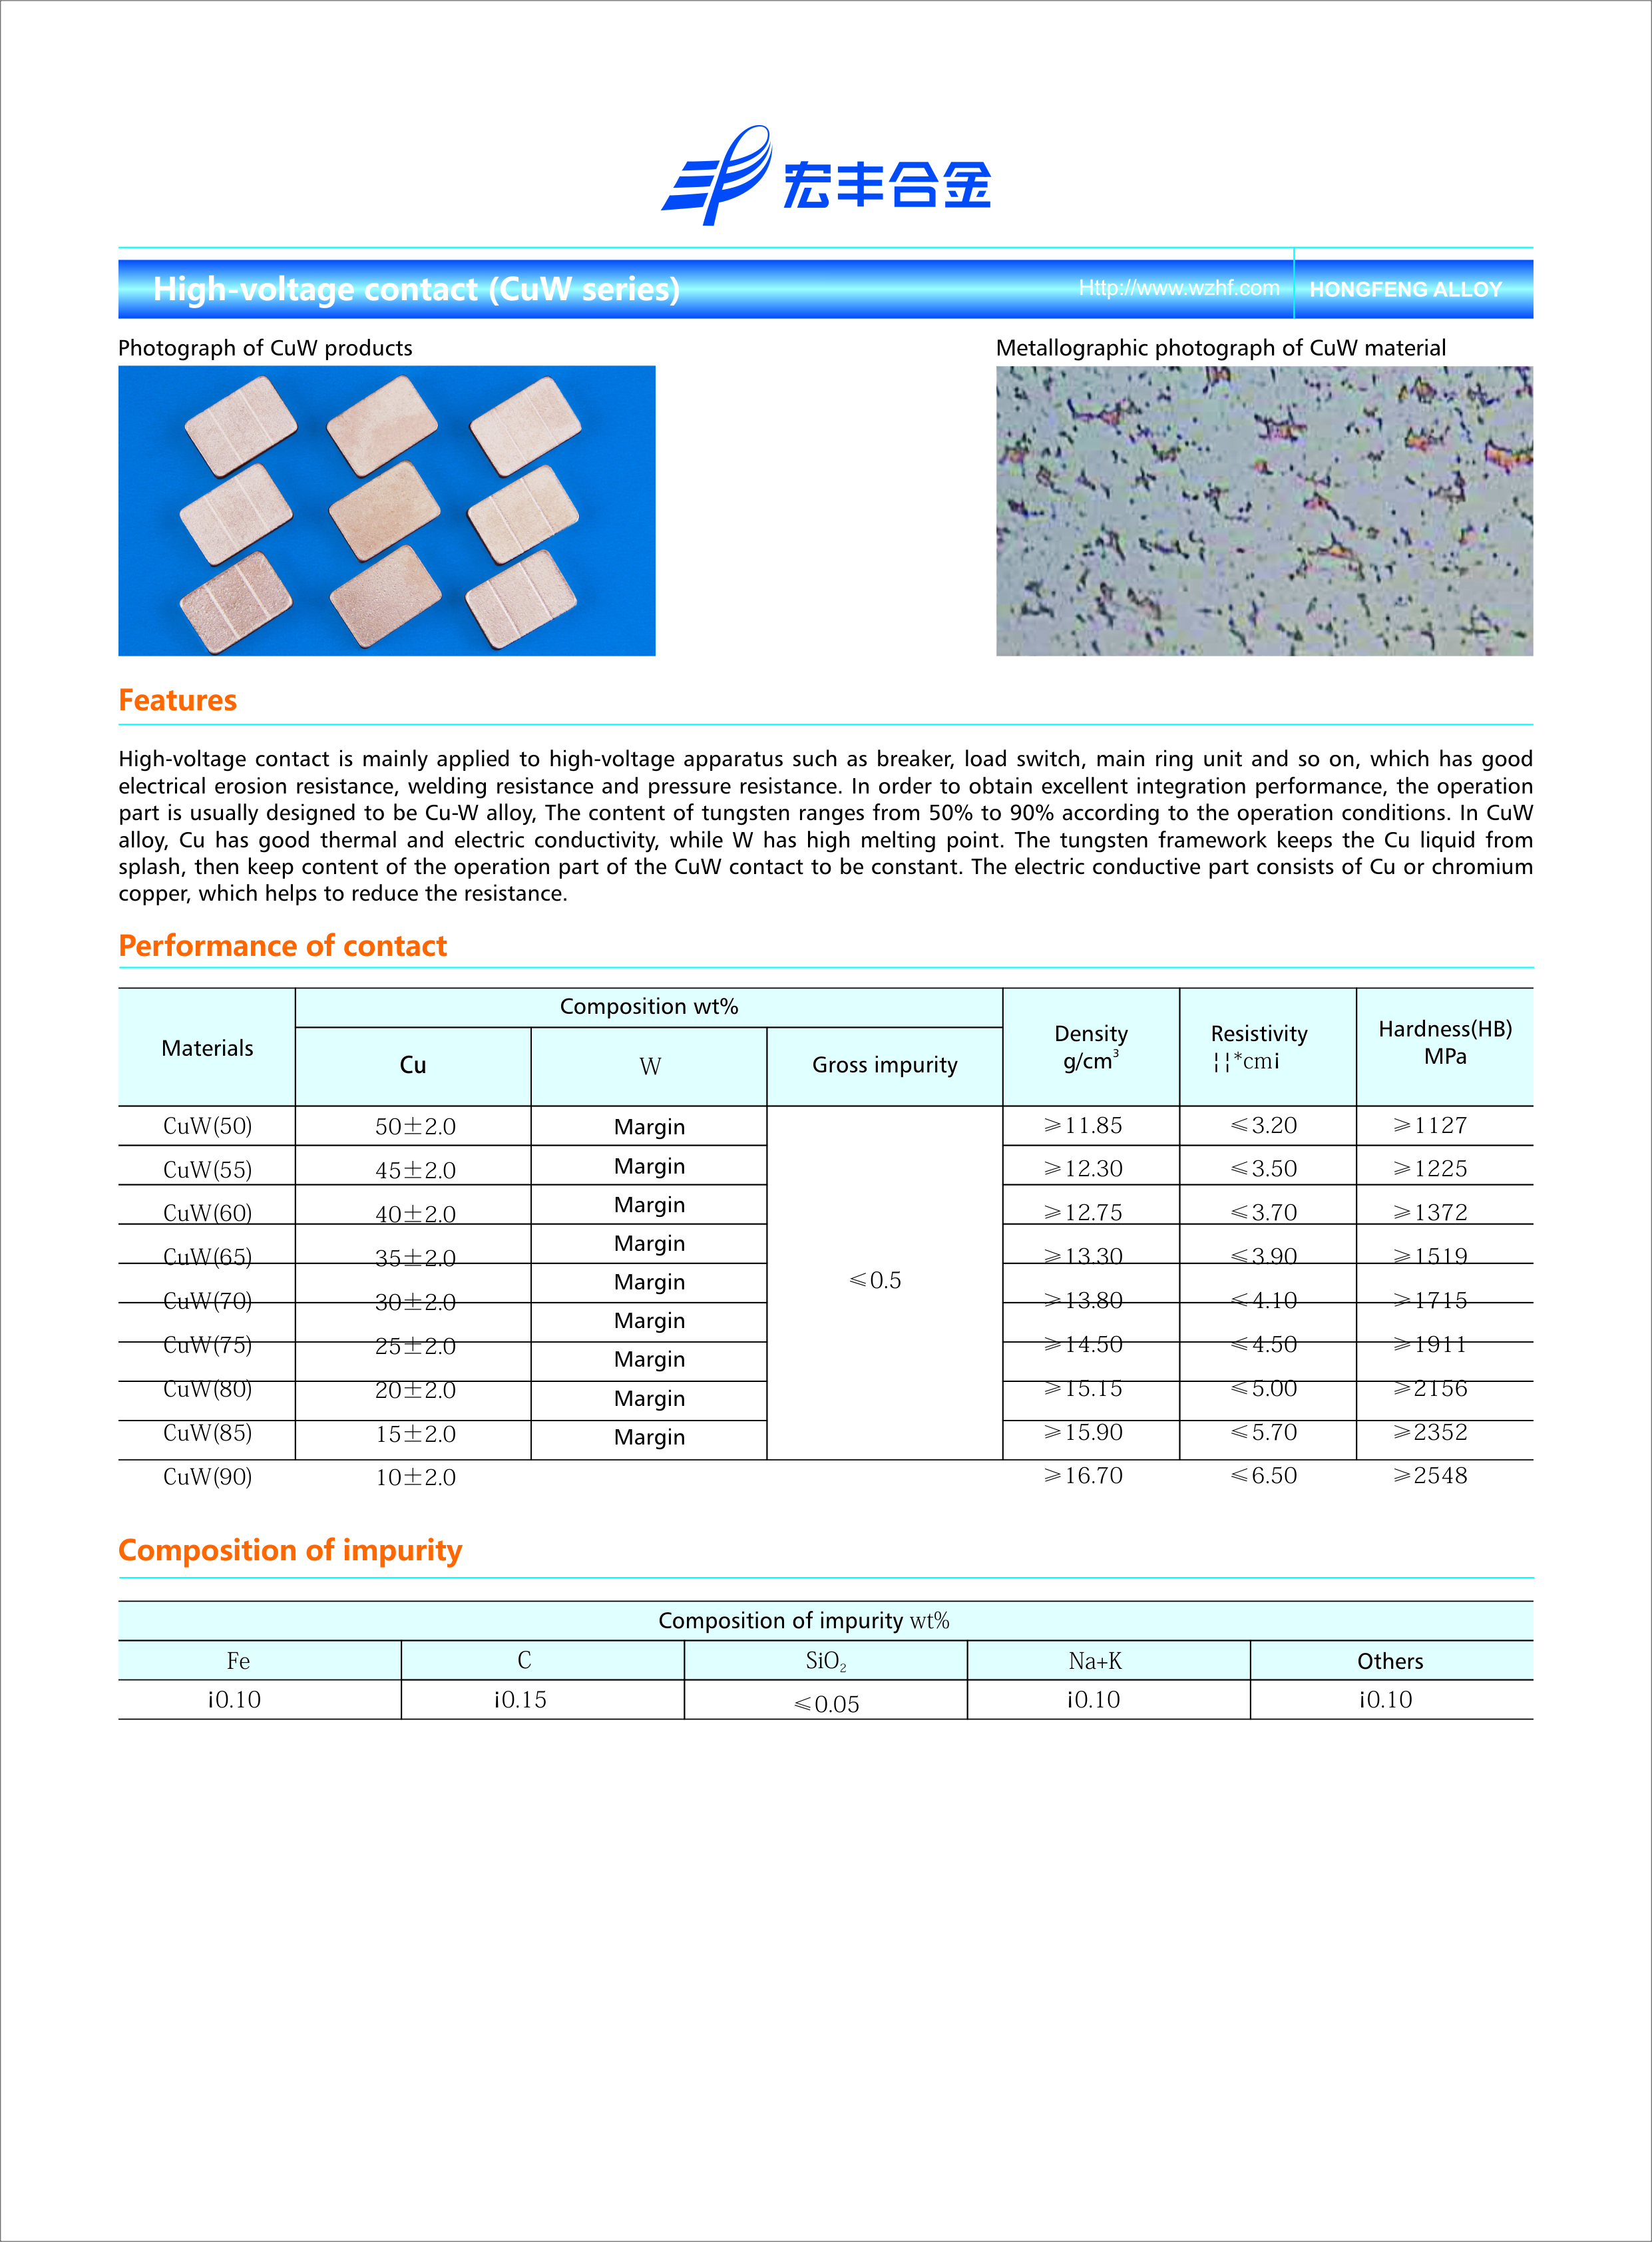 宏丰合金
High-voltage contact (CuW series) Http://www.wzhf.com HONGFENG ALLOY
Photograph of CuW products Metallographic photograph of CuW material
Features
High-voltage contact is mainly applied to high-voltage apparatus such as breaker, load switch, main ring unit and so on, which has good
electrical erosion resistance, welding resistance and pressure resistance. In order to obtain excellent integration performance, the operation
part is usually designed to be Cu-W alloy, The content of tungsten ranges from 50% to 90% according to the operation conditions. In CuW
alloy, Cu has good thermal and electric conductivity, while W has high melting point. The tungsten framework keeps the Cu liquid from
splash, then keep content of the operation part of the CuW contact to be constant. The electric conductive part consists of Cu or chromium
copper, which helps to reduce the resistance.
Performance of contact
Materials Composition wt% Density g/cm³ Resistivity ¦¦*cm¡ Hardness(HB) MPa
Cu W Gross impurity
CuW(50) 50±2.0 Margin ≥11.85 ≤3.20 ≥1127
CuW(55) 45±2.0 Margin ≥12.30 ≤3.50 ≥1225
CuW(60) 40±2.0 Margin ≥12.75 ≤3.70 ≥1372
CuW(65) 35±2.0 Margin ≥13.30 ≤3.90 ≥1519
CuW(70) 30±2.0 Margin ≤0.5 ≥13.80 ≤4.10 ≥1715
CuW(75) 25±2.0 Margin ≥14.50 ≤4.50 ≥1911
CuW(80) 20±2.0 Margin ≥15.15 ≤5.00 ≥2156
CuW(85) 15±2.0 Margin ≥15.90 ≤5.70 ≥2352
CuW(90) 10±2.0 Margin ≥16.70 ≤6.50 ≥2548
Composition of impurity
Composition of impurity wt%
Fe C SiO₂ Na+K Others
¡0.10 ¡0.15 ≤0.05 ¡0.10 ¡0.10